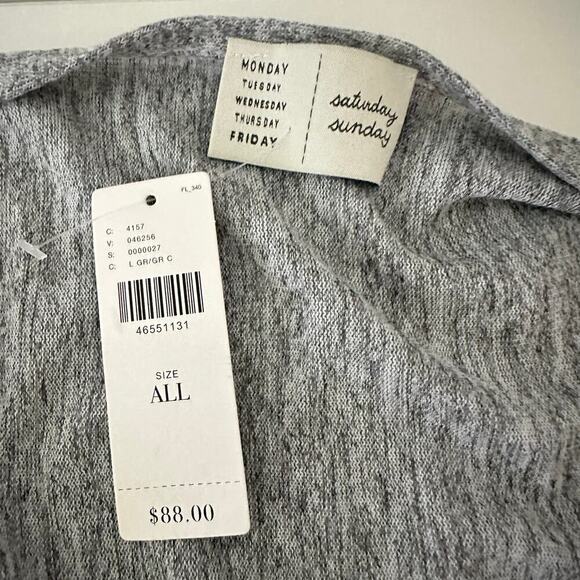 MONDAY
TUESDAY
WEDNESDAY
THURSDAY
FRIDAY
saturday
sunday
FL_340
C: 4157
V: 046256
S: 0000027
C: L GR/GR C
46551131
SIZE
ALL
$88.00